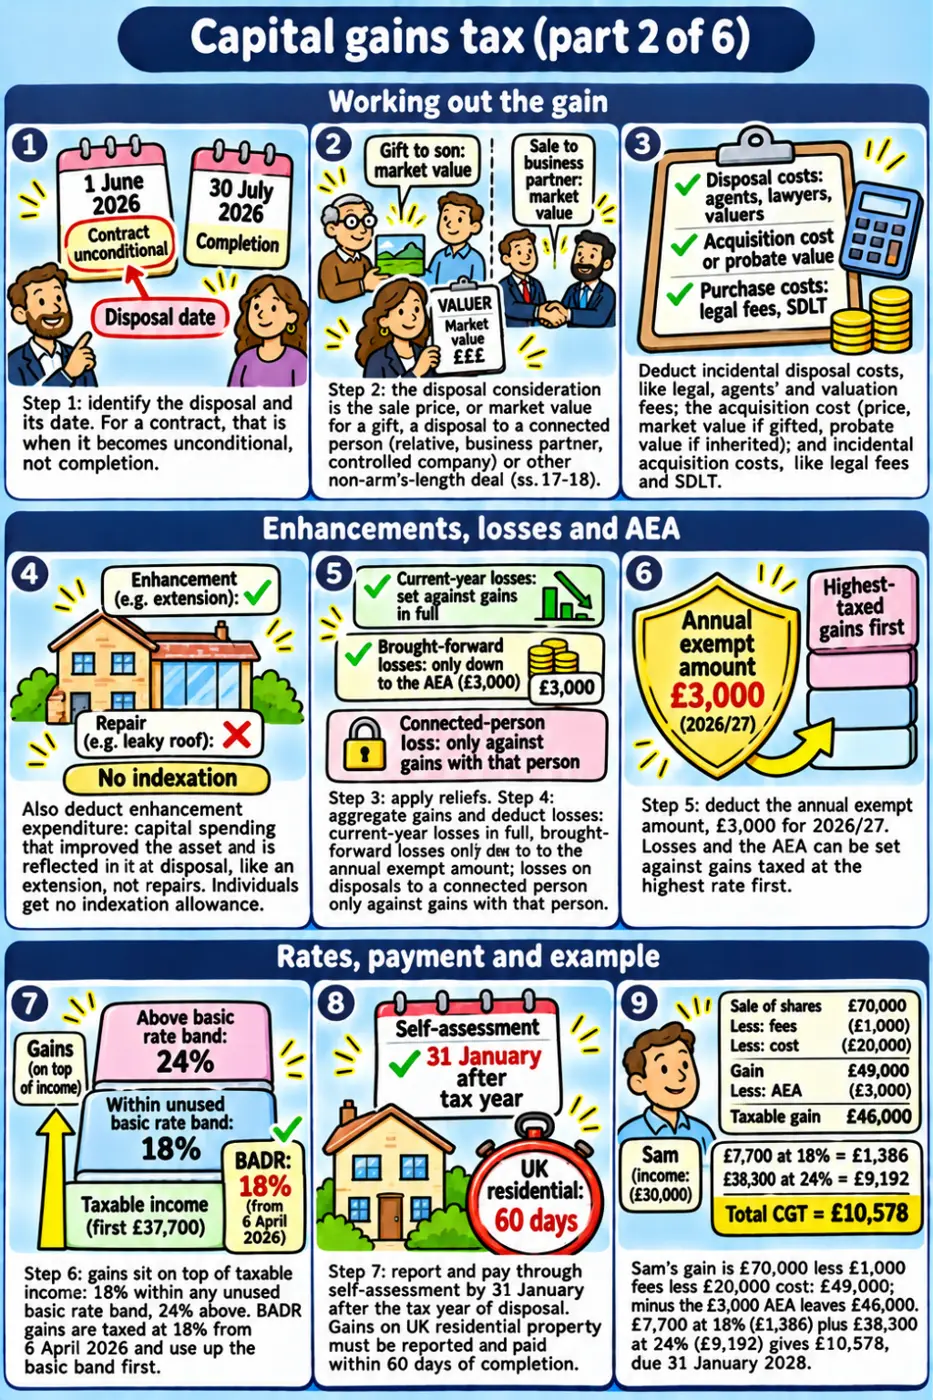 Capital gains tax (part 2 of 6)
Working out the gain
1
1 June
2026
Contract
unconditional
30 July
2026
Completion
Disposal date
Step 1: identify the disposal and
its date. For a contract, that is
when it becomes unconditional,
not completion.
2
Gift to son:
market value
Sale to
business
partner:
market
value
VALUER
Market
value
£££
Step 2: the disposal consideration
is the sale price, or market value
for a gift, a disposal to a connected
person (relative, business partner,
controlled company) or other
non-arm's-length deal (ss.17-18).
3
Disposal costs:
agents, lawyers,
valuers
Acquisition cost
or probate value
Purchase costs:
legal fees, SDLT
Deduct incidental disposal costs,
like legal, agents' and valuation
fees; the acquisition cost (price,
market value if gifted, probate
value if inherited); and incidental
acquisition costs, like legal fees
and SDLT.
Enhancements, losses and AEA
4
Enhancement
(e.g. extension):
Repair
(e.g. leaky roof):
No indexation
Also deduct enhancement
expenditure: capital spending
that improved the asset and is
reflected in it at disposal, like an
extension, not repairs. Individuals
get no indexation allowance.
5
Current-year losses:
set against gains
in full
Brought-forward
losses: only down
to the AEA (£3,000)
£3,000
Connected-person
loss: only against
gains with that person
Step 3: apply reliefs. Step 4:
aggregate gains and deduct losses:
current-year losses in full, brought-
forward losses only to to the
annual exempt amount; losses on
disposals to a connected person
only against gains with that person.
6
Annual
exempt
amount
£3,000
(2026/27)
Highest-
taxed
gains first
Step 5: deduct the annual exempt
amount, £3,000 for 2026/27.
Losses and the AEA can be set
against gains taxed at the
highest rate first.
Rates, payment and example
7
Gains
(on top
of income)
Above basic
rate band:
24%
Within unused
basic rate band:
18%
Taxable income
(first £37,700)
BADR:
18%
(from
6 April
2026)
Step 6: gains sit on top of taxable
income: 18% within any unused
basic rate band, 24% above. BADR
gains are taxed at 18% from
6 April 2026 and use up the
basic band first.
8
Self-assessment
31 January
after
tax year
UK
residential:
60 days
Step 7: report and pay through
self-assessment by 31 January
after the tax year of disposal.
Gains on UK residential property
must be reported and paid
within 60 days of completion.
9
Sale of shares £70,000
Less: fees (£1,000)
Less: cost (£20,000)
Gain £49,000
Less: AEA (£3,000)
Taxable gain £46,000
Sam
(income:
(£30,000)
£7,700 at 18% = £1,386
£38,300 at 24% = £9,192
Total CGT = £10,578
Sam's gain is £70,000 less £1,000
fees less £20,000 cost: £49,000;
minus the £3,000 AEA leaves £46,000.
£7,700 at 18% (£1,386) plus £38,300
at 24% (£9,192) gives £10,578,
due 31 January 2028.